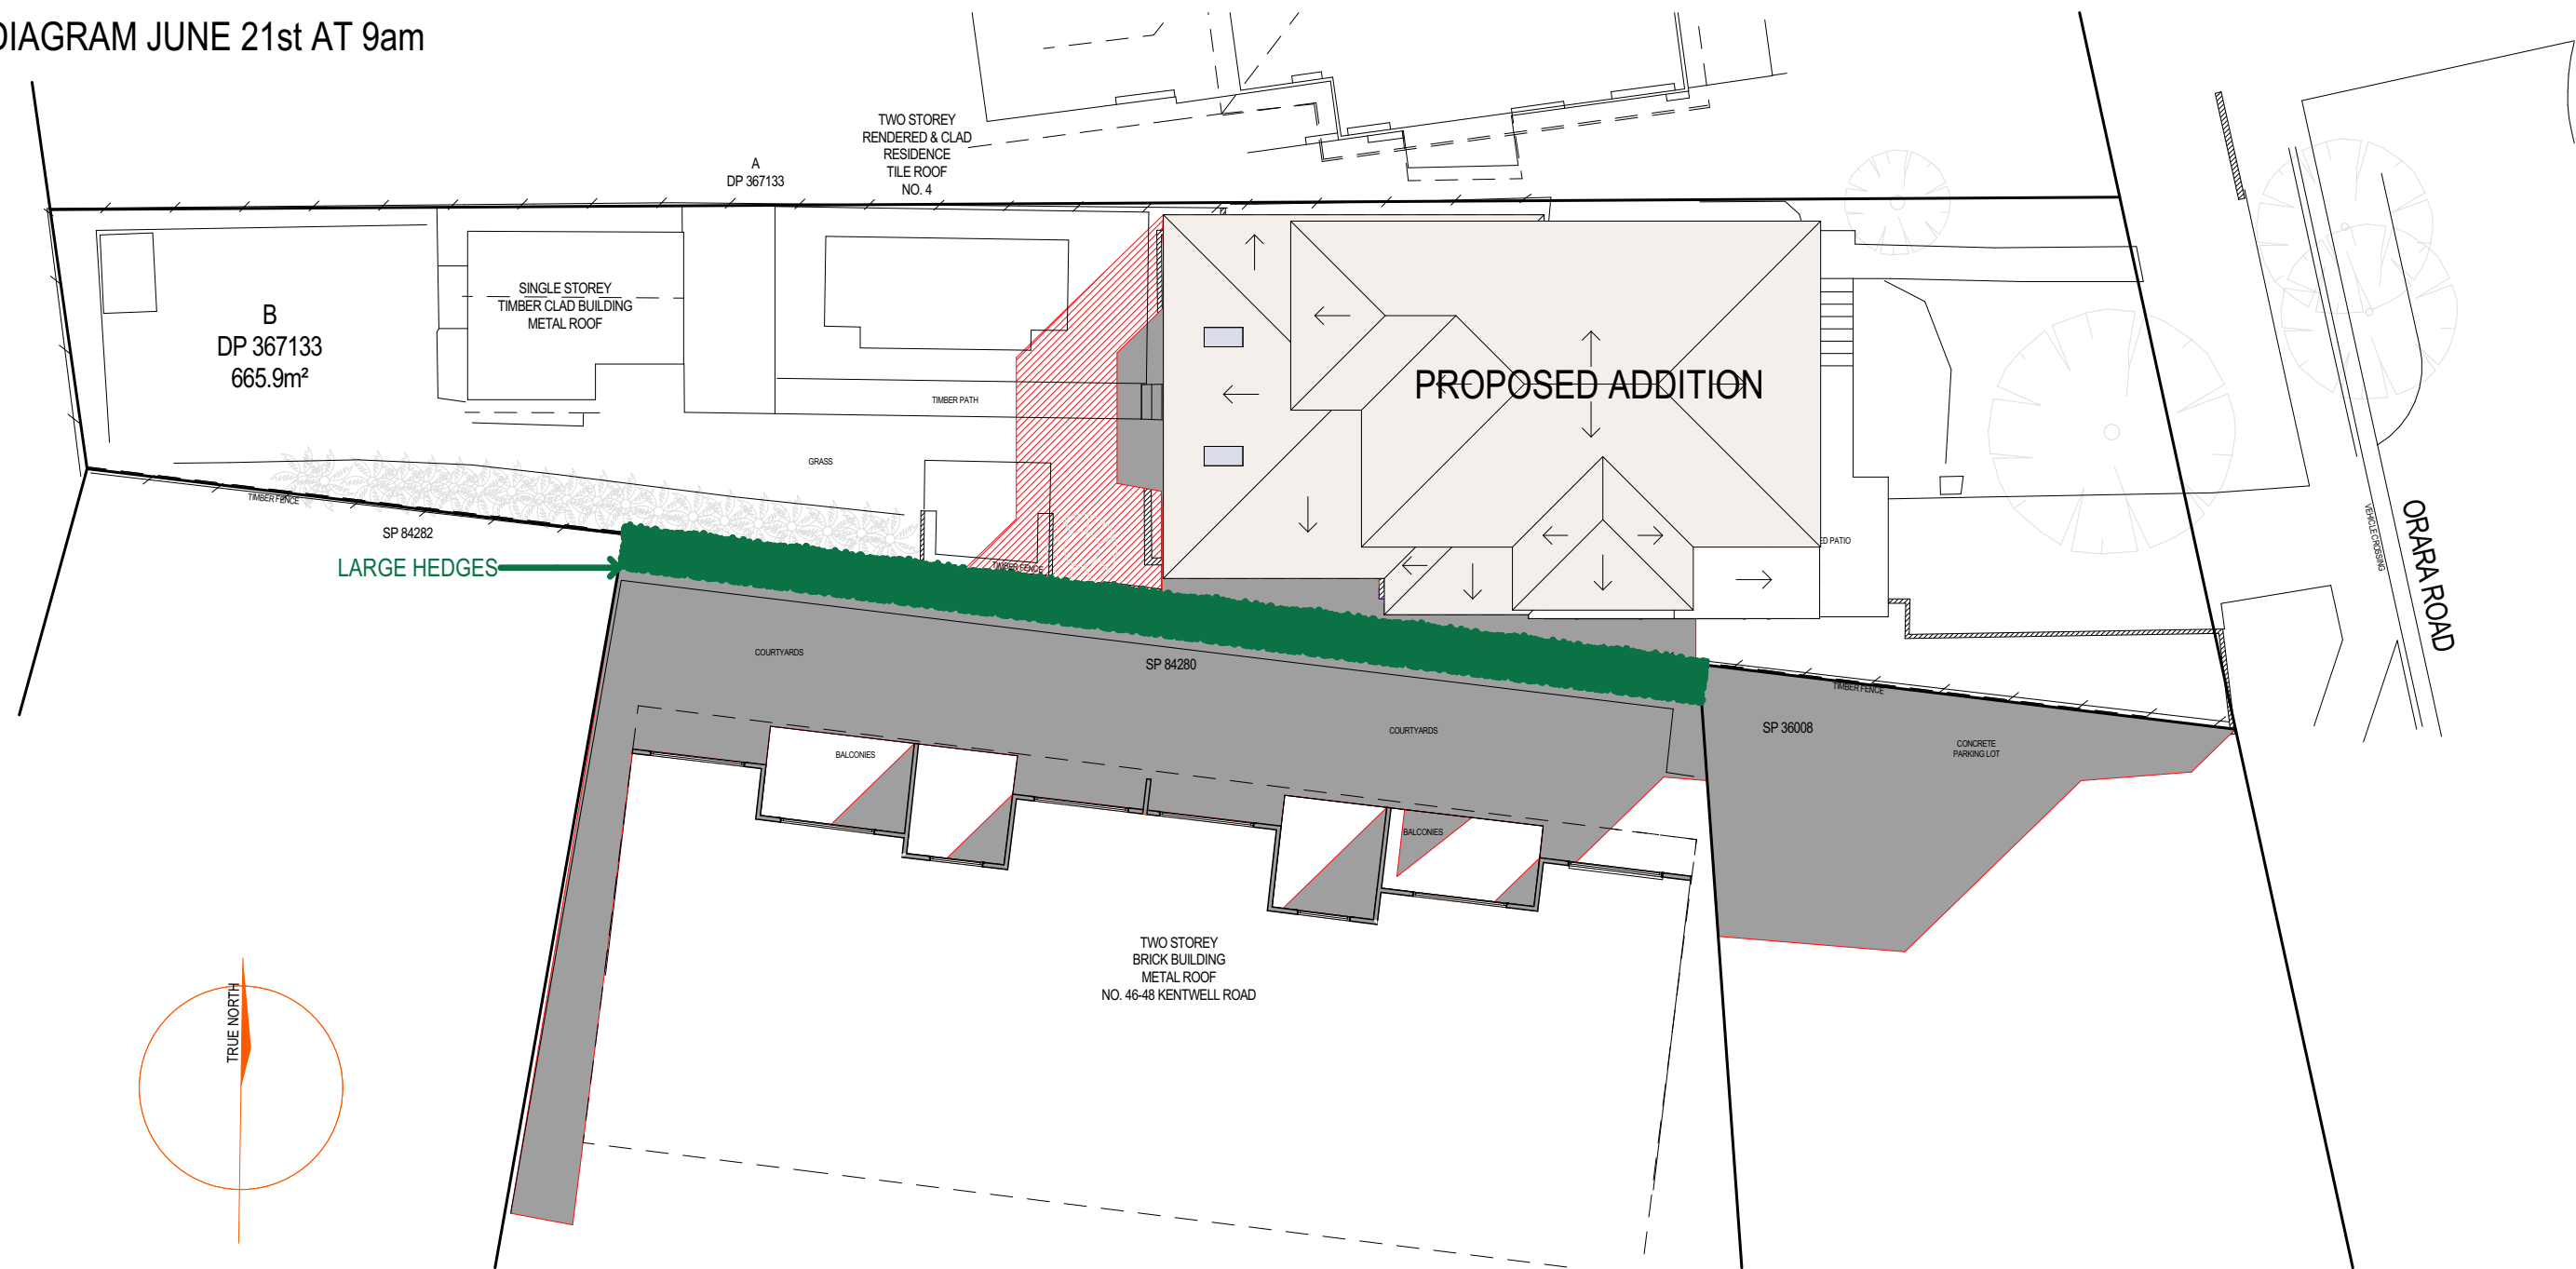 DIAGRAM JUNE 21st AT 9am
TWO STOREY
RENDERED & CLAD
RESIDENCE
TILE ROOF
NO. 4
A
DP 367133
SINGLE STOREY
TIMBER CLAD BUILDING
METAL ROOF
B
DP 367133
665.9m²
PROPOSED ADDITION
TIMBER PATH
GRASS
TIMBER FENCE
SP 84282
LARGE HEDGES
TIMBER FENCE
ED PATIO
VEHICLE CROSSING
ORARA ROAD
COURTYARDS
SP 84280
TIMBER FENCE
SP 36008
COURTYARDS
CONCRETE
PARKING LOT
BALCONIES
BALCONIES
TWO STOREY
BRICK BUILDING
METAL ROOF
NO. 46-48 KENTWELL ROAD
TRUE NORTH